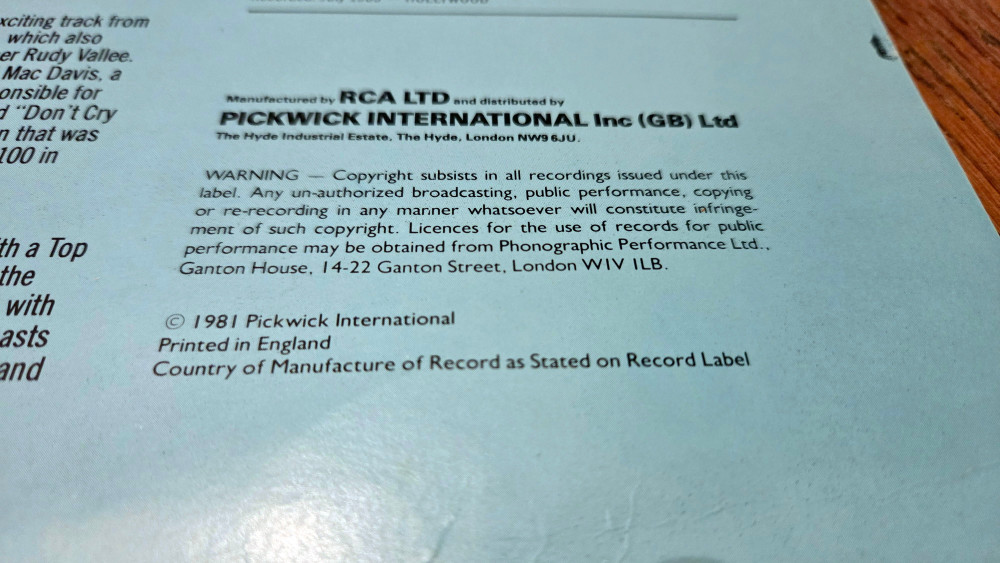 xciting track from
which also
er Rudy Vallee.
Mac Davis, a
onsible for
d "Don't Cry
n that was
100 in
th a Top
the
with
asts
and
HOLLYWOOD
Manufactured by RCA LTD and distributed by
PICKWICK INTERNATIONAL Inc (GB) Ltd
The Hyde Industrial Estate, The Hyde, London NW9 6JU.
WARNING — Copyright subsists in all recordings issued under this
label. Any un-authorized broadcasting, public performance, copying
or re-recording in any manner whatsoever will constitute infringe-
ment of such copyright. Licences for the use of records for public
performance may be obtained from Phonographic Performance Ltd.,
Ganton House, 14-22 Ganton Street, London W1V 1LB.
© 1981 Pickwick International
Printed in England
Country of Manufacture of Record as Stated on Record Label